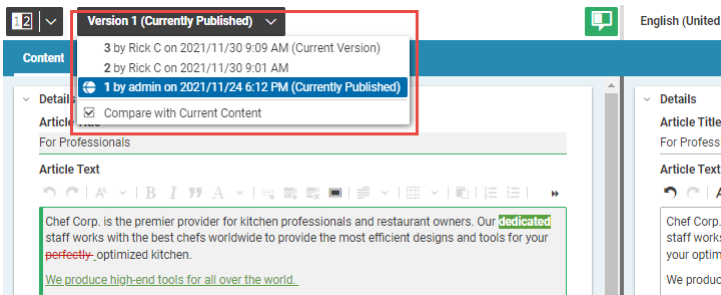 12
Version 1 (Currently Published)
English (United
3 by Rick C on 2021/11/30 9:09 AM (Current Version)
2 by Rick C on 2021/11/30 9:01 AM
1 by admin on 2021/11/24 6:12 PM (Currently Published)
Compare with Current Content
Content
Details
Article Title
For Professionals
Article Text
Chef Corp. is the premier provider for kitchen professionals and restaurant owners. Our dedicated
staff works with the best chefs worldwide to provide the most efficient designs and tools for your
perfectly optimized kitchen.
We produce high-end tools for all over the world.
Details
Article Title
For Profess
Article Text
Chef Corp.
staff works
your optim
We produc